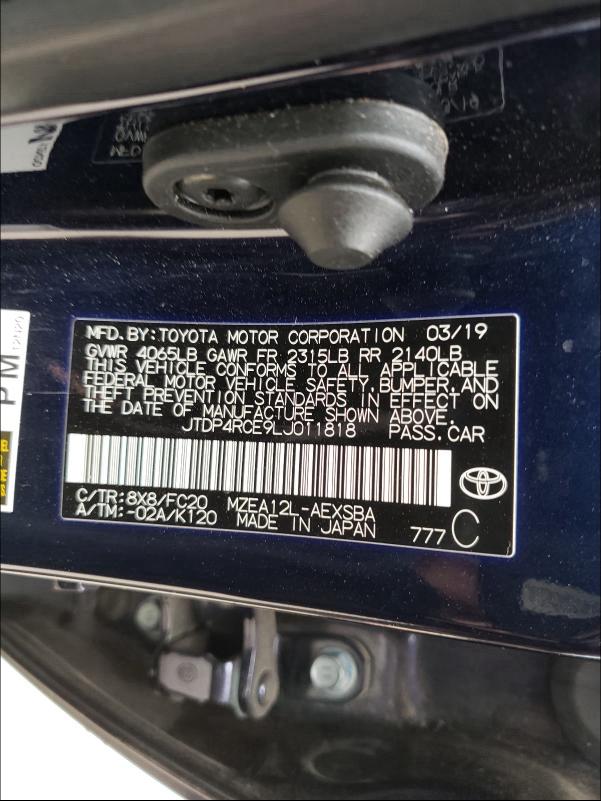 PM
MFD. BY: TOYOTA MOTOR CORPORATION 03/19
GVWR 4065LB GAWR FR 2315LB RR 2140LB
THIS VEHICLE CONFORMS TO ALL APPLICABLE
FEDERAL MOTOR VEHICLE SAFETY, BUMPER, AND
THEFT PREVENTION STANDARDS IN EFFECT ON
THE DATE OF MANUFACTURE SHOWN ABOVE.
JTDP4RCE9LJ011818 PASS. CAR
C/TR: 8X8/FC20 MZEA12L-AEXSBA
A/TM: -02A/K120 MADE IN JAPAN 777 C